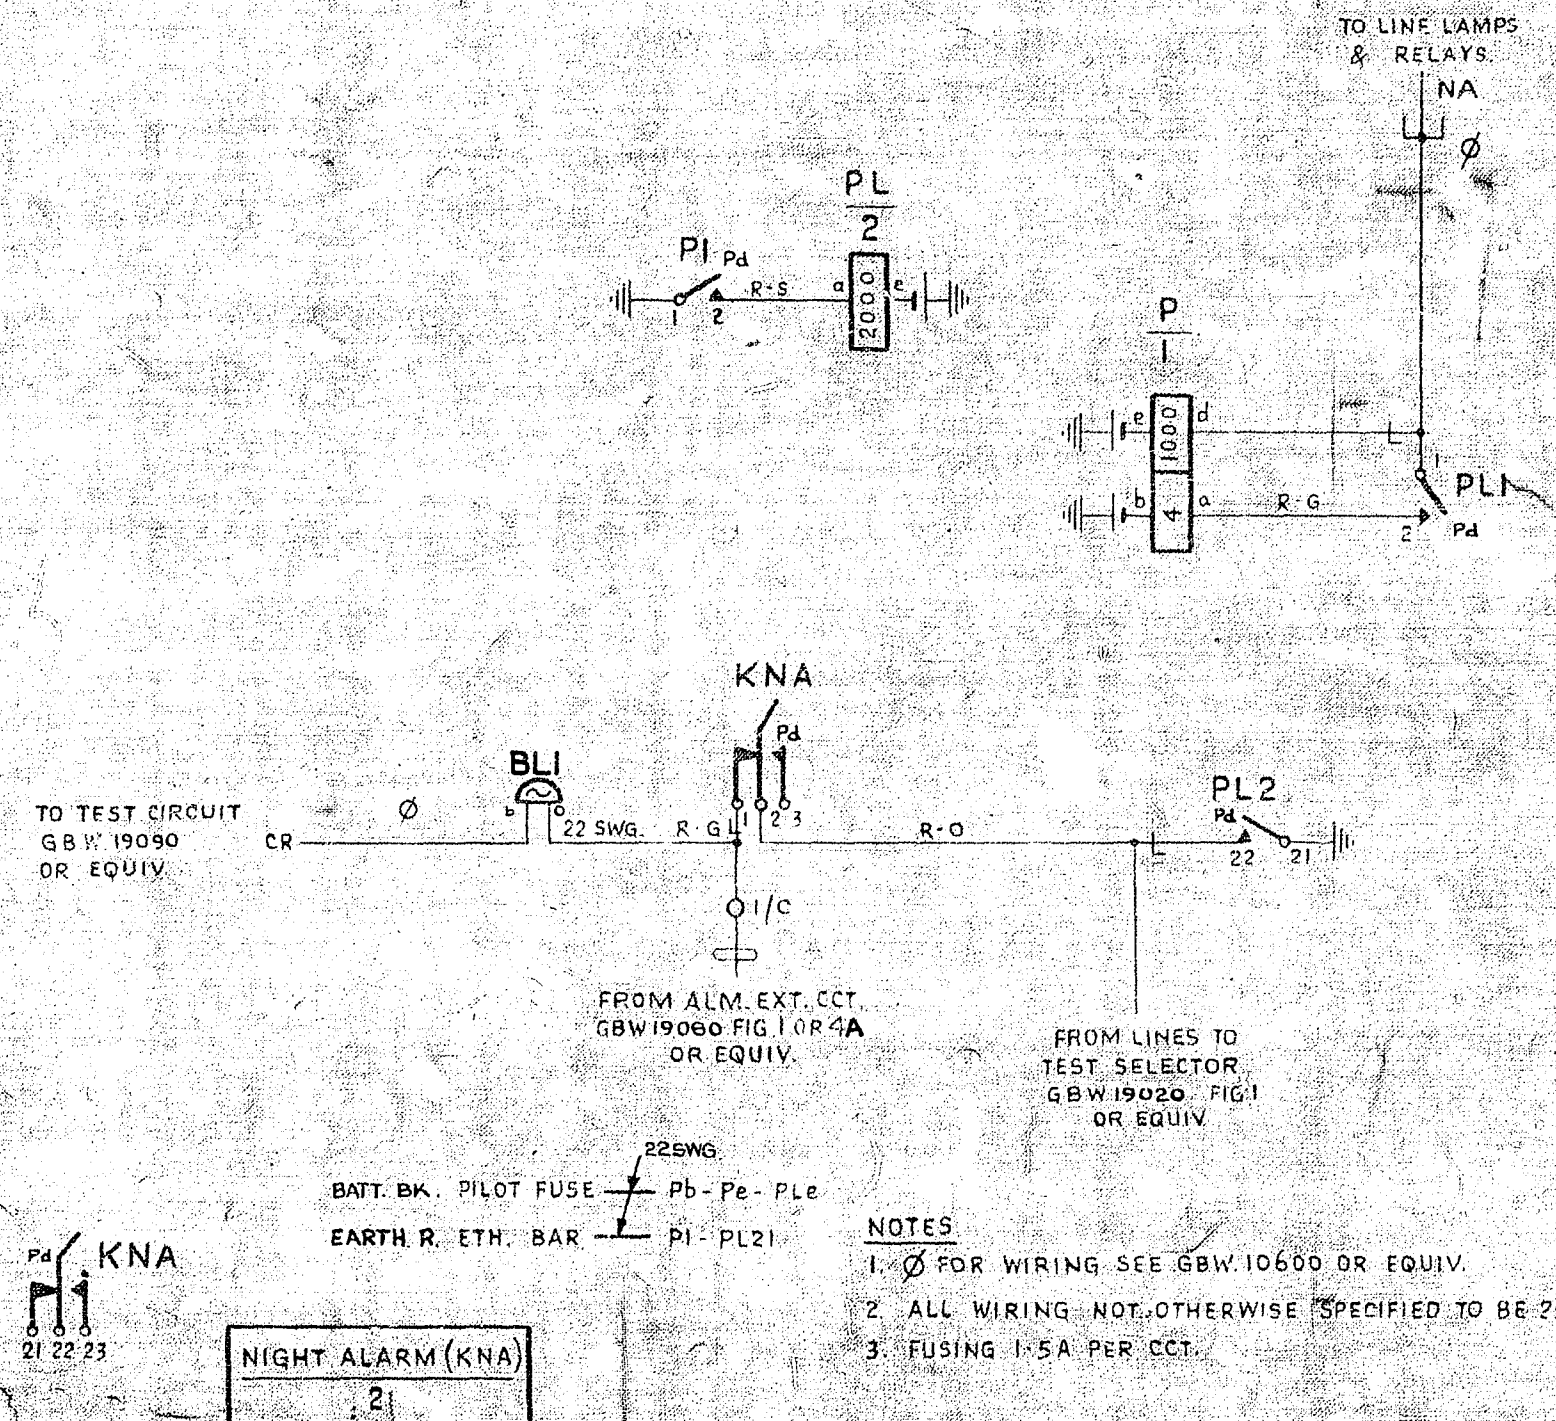 TO LINE LAMPS
& RELAYS.
NA
Ø
PL
2
P1 Pd
R-S
a
e
1 2
2000
P
1
e
1000
d
1
PL1
b
4
a
R-G
2
Pd
KNA
Pd
BL1
PL2
Pd
TO TEST CIRCUIT
GBW 19090
OR EQUIV.
CR
Ø
b
22 SWG.
R-G
1 2 3
R-O
22
21
1/C
FROM ALM. EXT. CCT.
GBW 19060 FIG. 1 OR 4A
OR EQUIV.
FROM LINES TO
TEST SELECTOR
GBW 19020 FIG 1
OR EQUIV.
22SWG.
BATT. BK. PILOT FUSE
Pb - Pe - PLe
EARTH R. ETH. BAR
P1 - PL21
Pd
KNA
21 22 23
NIGHT ALARM (KNA)
2
NOTES
1. Ø FOR WIRING SEE GBW. 10600 OR EQUIV.
2. ALL WIRING NOT OTHERWISE SPECIFIED TO BE
3. FUSING 1·5A PER CCT.